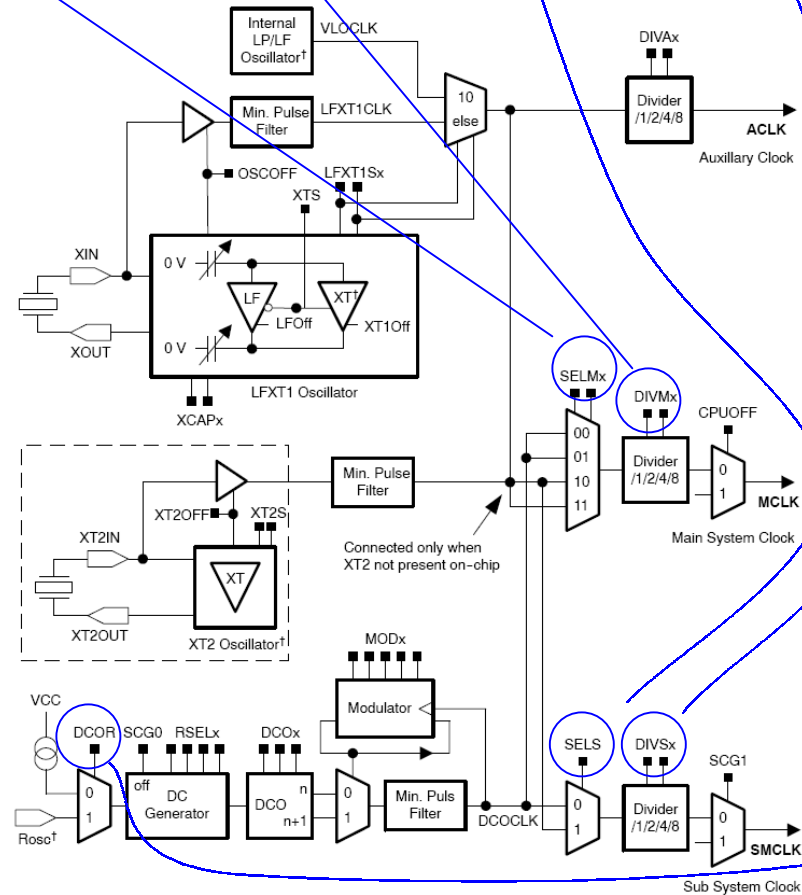 Internal
LP/LF
Oscillator†
VLOCLK
DIVAx
Min. Pulse
Filter
LFXT1CLK
10
else
Divider
/1/2/4/8
ACLK
Auxillary Clock
OSCOFF
LFXT1Sx
XTS
XIN
0 V
LF
XT†
LFOff
XT1Off
0 V
XOUT
LFXT1 Oscillator
XCAPx
SELMx
DIVMx
CPUOFF
00
01
10
11
Divider
/1/2/4/8
0
1
MCLK
Main System Clock
Min. Pulse
Filter
Connected only when
XT2 not present on-chip
XT2OFF
XT2S
XT2IN
XT
XT2OUT
XT2 Oscillator†
MODx
Modulator
VCC
DCOR
SCG0
RSELx
DCOx
SELS
DIVSx
SCG1
0
1
off
DC
Generator
DCO
n
n+1
0
1
Min. Puls
Filter
DCOCLK
0
1
Divider
/1/2/4/8
0
1
Rosc†
SMCLK
Sub System Clock